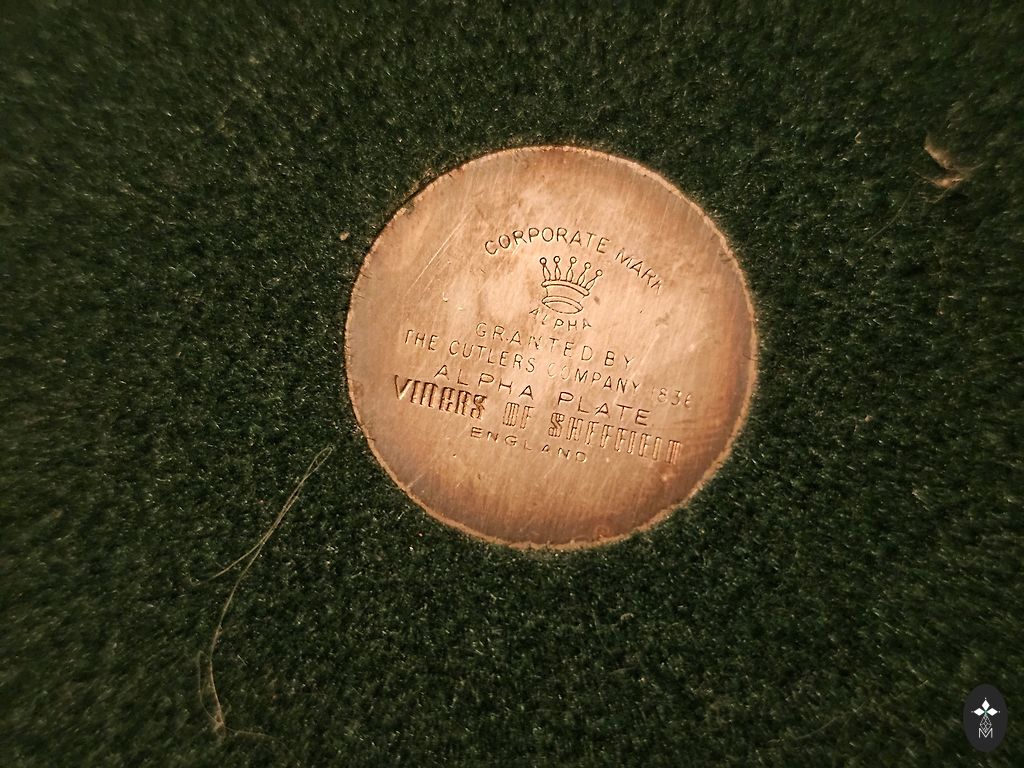 CORPORATE MARK
ALPHA
GRANTED BY
THE CUTLERS COMPANY 1836
ALPHA PLATE
VINERS OF SHEFFIELD
ENGLAND
M